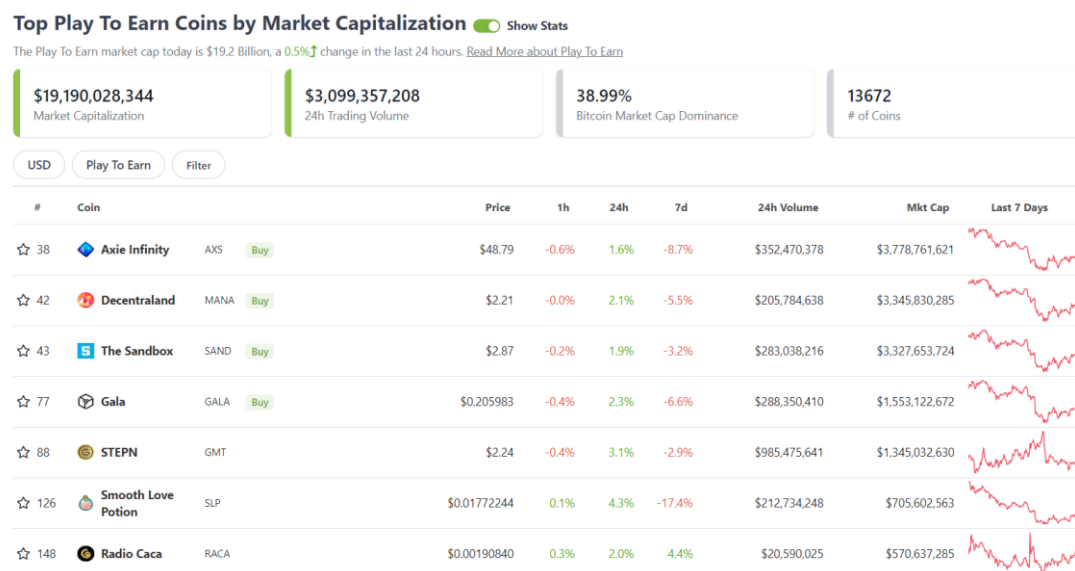 Top Play To Earn Coins by Market Capitalization Show Stats
The Play To Earn market cap today is $19.2 Billion, a 0.5% change in the last 24 hours. Read More about Play To Earn
$19,190,028,344 $3,099,357,208 38.99% 13672
Market Capitalization 24h Trading Volume Bitcoin Market Cap Dominance # of Coins
USD Play To Earn Filter
# Coin Price 1h 24h 7d 24h Volume Mkt Cap Last 7 Days
38 Axie Infinity AXS Buy $48.79 -0.6% 1.6% -8.7% $352,470,378 $3,778,761,621
42 Decentraland MANA Buy $2.21 -0.0% 2.1% -5.5% $205,784,638 $3,345,830,285
43 The Sandbox SAND Buy $2.87 -0.2% 1.9% -3.2% $283,038,216 $3,327,653,724
77 Gala GALA Buy $0.205983 -0.4% 2.3% -6.6% $288,350,410 $1,553,122,672
88 STEPN GMT $2.24 -0.4% 3.1% -2.9% $985,475,641 $1,345,032,630
126 Smooth Love Potion SLP $0.01772244 0.1% 4.3% -17.4% $212,734,248 $705,602,563
148 Radio Caca RACA $0.00190840 0.3% 2.0% 4.4% $20,590,025 $570,637,285